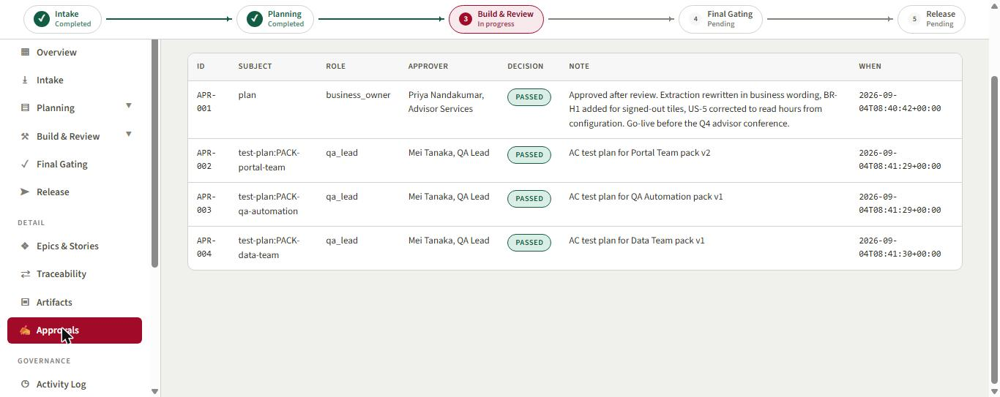 Intake
Completed
Planning
Completed
3
Build & Review
In progress
4
Final Gating
Pending
5
Release
Pending
Overview
Intake
Planning
Build & Review
Final Gating
Release
DETAIL
Epics & Stories
Traceability
Artifacts
Approvals
GOVERNANCE
Activity Log
ID SUBJECT ROLE APPROVER DECISION NOTE WHEN
APR-
001
plan
business_owner
Priya Nandakumar,
Advisor Services
PASSED
Approved after review. Extraction rewritten in business wording, BR-
H1 added for signed-out tiles, US-5 corrected to read hours from
configuration. Go-live before the Q4 advisor conference.
2026-09-
04T08:40:42+00:00
APR-
002
test-plan:PACK-
portal-team
qa_lead
Mei Tanaka, QA Lead
PASSED
AC test plan for Portal Team pack v2
2026-09-
04T08:41:29+00:00
APR-
003
test-plan:PACK-
qa-automation
qa_lead
Mei Tanaka, QA Lead
PASSED
AC test plan for QA Automation pack v1
2026-09-
04T08:41:29+00:00
APR-
004
test-plan:PACK-
data-team
qa_lead
Mei Tanaka, QA Lead
PASSED
AC test plan for Data Team pack v1
2026-09-
04T08:41:30+00:00